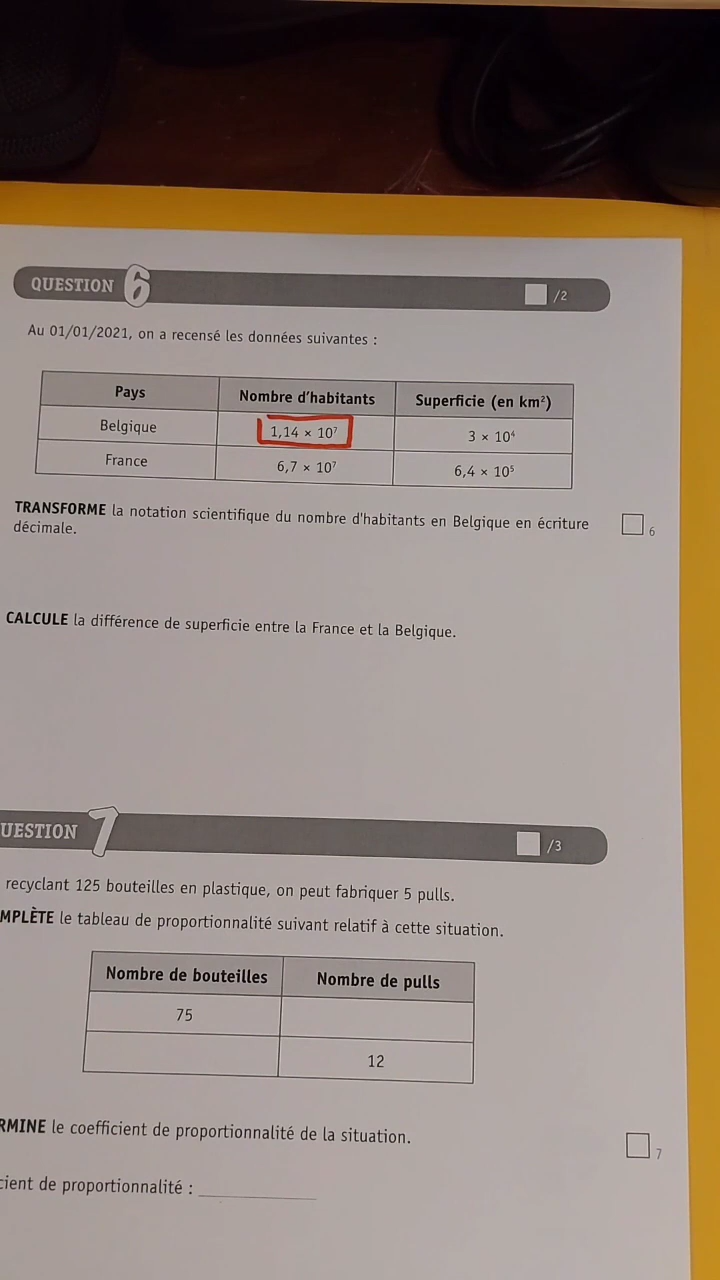 QUESTION 6 /2
Au 01/01/2021, on a recensé les données suivantes :
Pays Nombre d'habitants Superficie (en km²)
Belgique 1,14 × 10⁷ 3 × 10⁴
France 6,7 × 10⁷ 6,4 × 10⁵
TRANSFORME la notation scientifique du nombre d'habitants en Belgique en écriture
décimale.
6
CALCULE la différence de superficie entre la France et la Belgique.
UESTION 7 /3
recyclant 125 bouteilles en plastique, on peut fabriquer 5 pulls.
MPLÈTE le tableau de proportionnalité suivant relatif à cette situation.
Nombre de bouteilles Nombre de pulls
75
12
RMINE le coefficient de proportionnalité de la situation.
7
cient de proportionnalité :